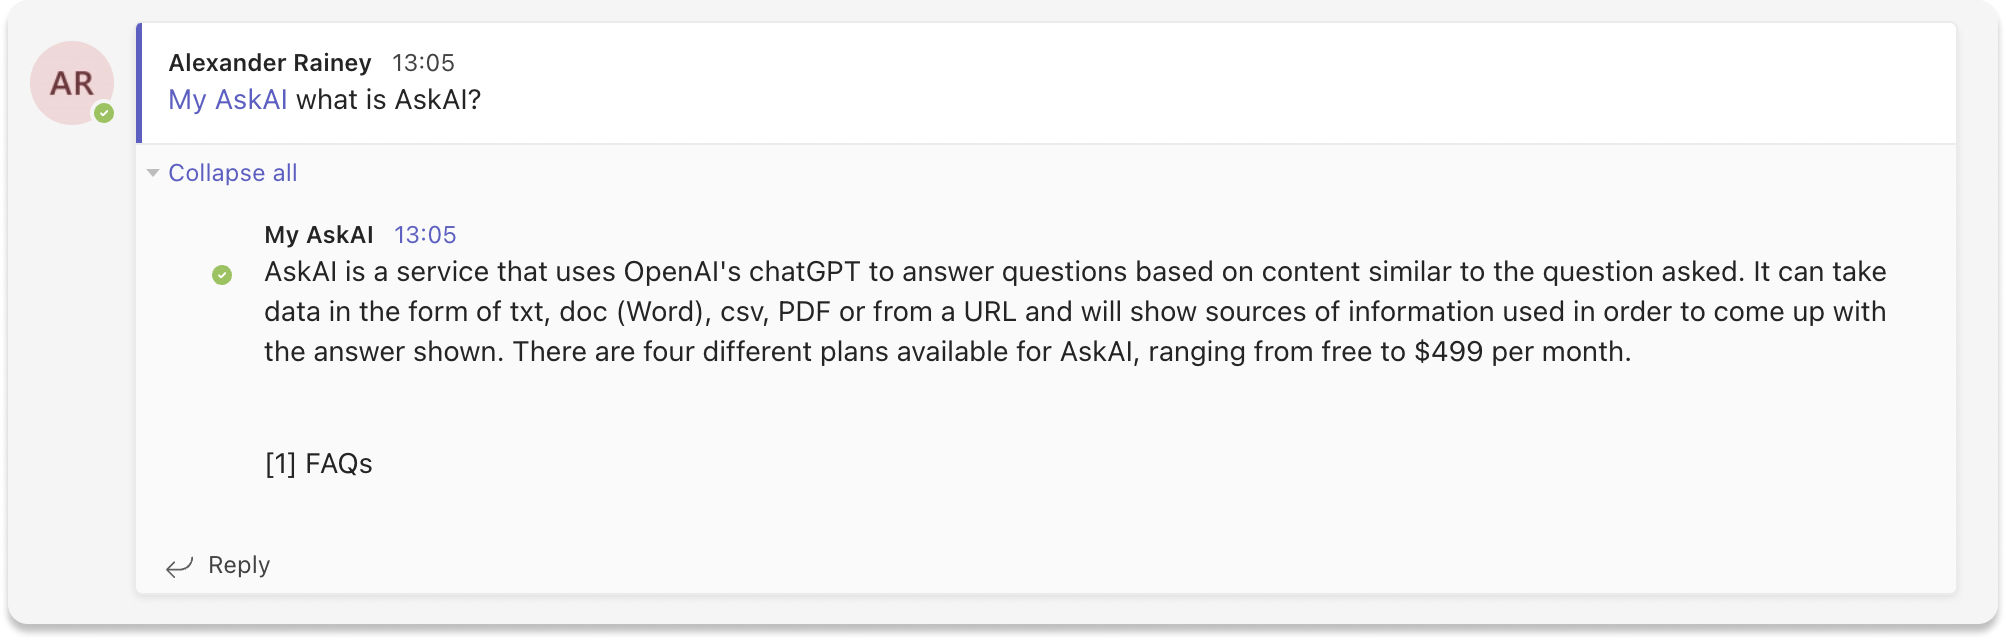 AR
Alexander Rainey 13:05
My AskAI what is AskAI?
Collapse all
My AskAI 13:05
AskAI is a service that uses OpenAI's chatGPT to answer questions based on content similar to the question asked. It can take
data in the form of txt, doc (Word), csv, PDF or from a URL and will show sources of information used in order to come up with
the answer shown. There are four different plans available for AskAI, ranging from free to $499 per month.
[1] FAQs
Reply